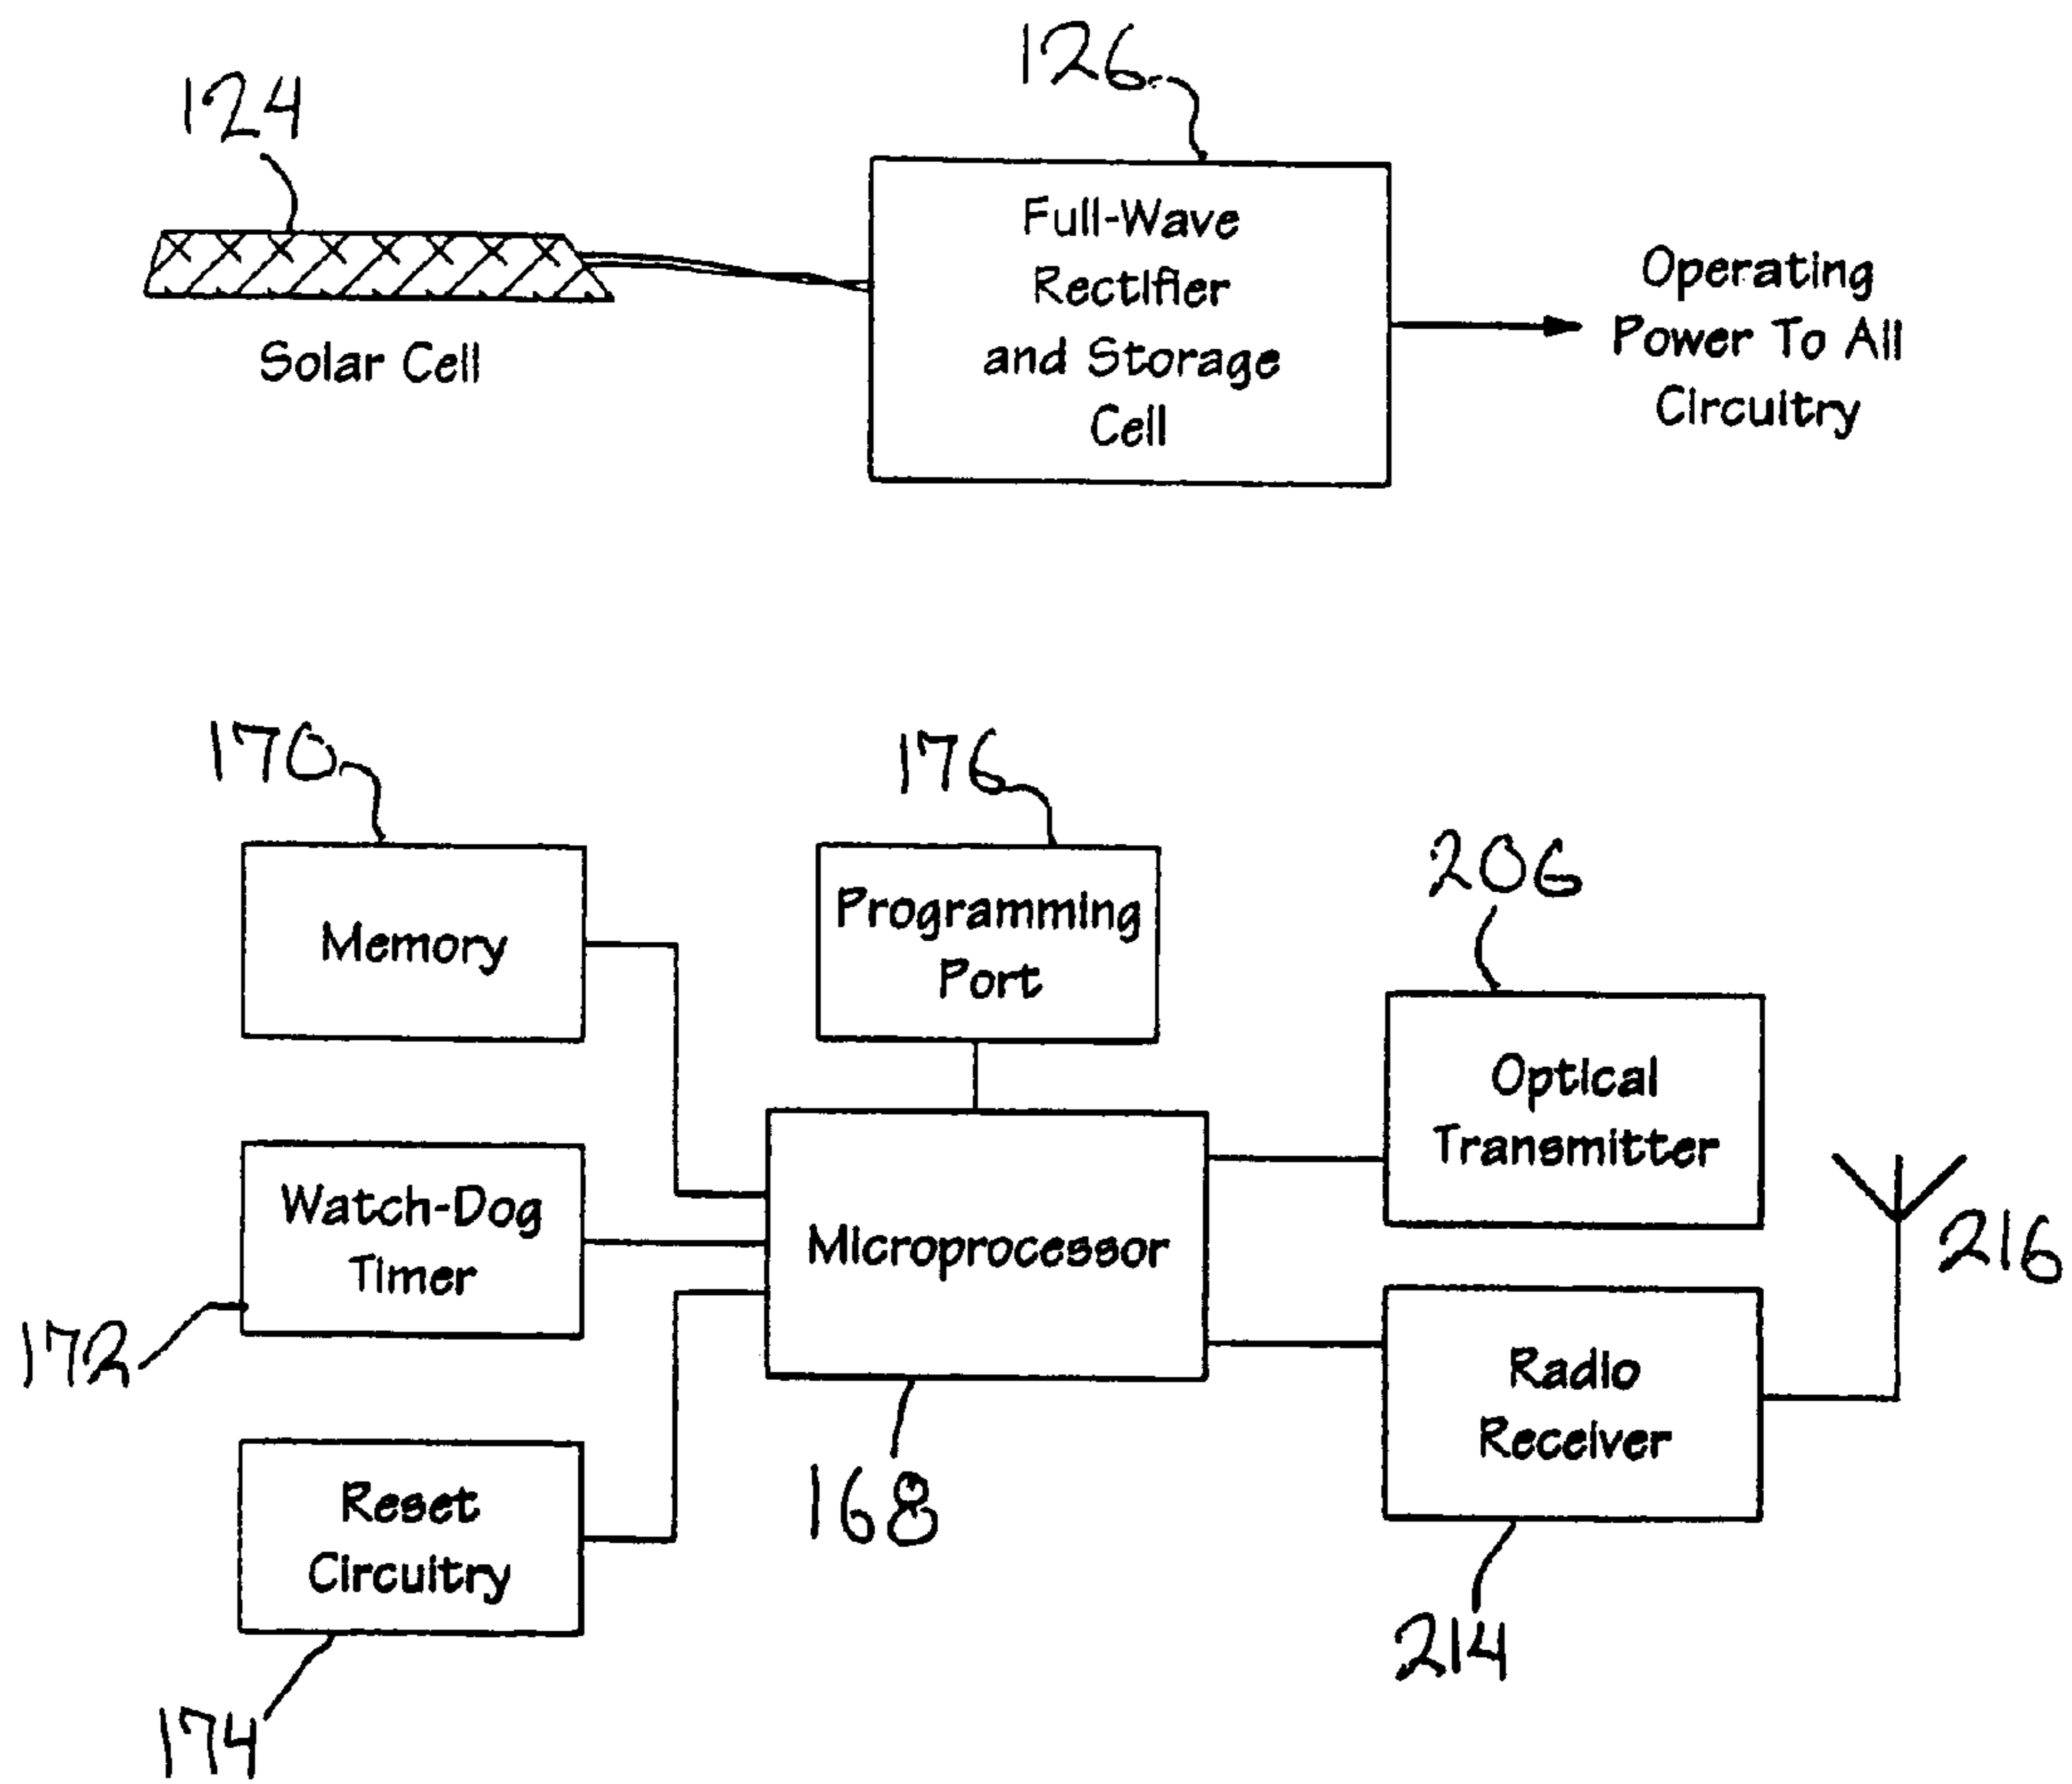 126
124
Full-Wave
Rectifier
and Storage
Cell
Solar Cell
Operating
Power To All
Circuitry
170
176
206
Memory
Programming
Port
Optical
Transmitter
216
Watch-Dog
Timer
172
Microprocessor
168
Radio
Receiver
214
Reset
Circuitry
174